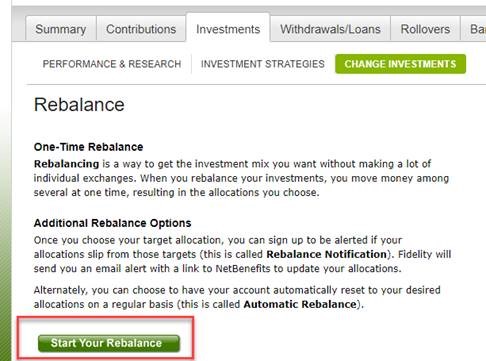 Summary Contributions Investments Withdrawals/Loans Rollovers
PERFORMANCE & RESEARCH INVESTMENT STRATEGIES CHANGE INVESTMENTS
Rebalance
One-Time Rebalance
Rebalancing is a way to get the investment mix you want without making a lot of
individual exchanges. When you rebalance your investments, you move money among
several at one time, resulting in the allocations you choose.
Additional Rebalance Options
Once you choose your target allocation, you can sign up to be alerted if your
allocations slip from those targets (this is called Rebalance Notification). Fidelity will
send you an email alert with a link to NetBenefits to update your allocations.
Alternately, you can choose to have your account automatically reset to your desired
allocations on a regular basis (this is called Automatic Rebalance).
Start Your Rebalance